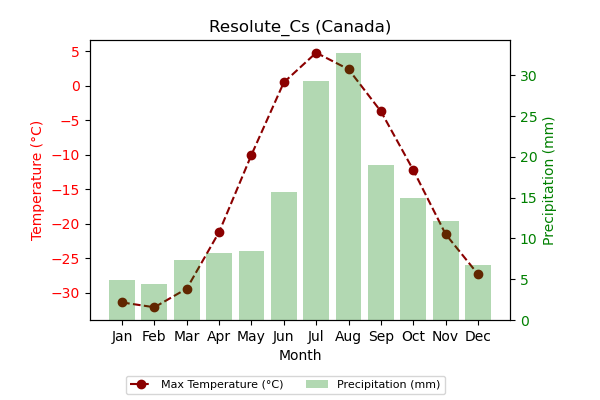 Resolute_Cs (Canada)
Temperature (°C)
5
0
−5
−10
−15
−20
−25
−30
Precipitation (mm)
30
25
20
15
10
5
0
Jan Feb Mar Apr May Jun Jul Aug Sep Oct Nov Dec
Month
Max Temperature (°C) Precipitation (mm)